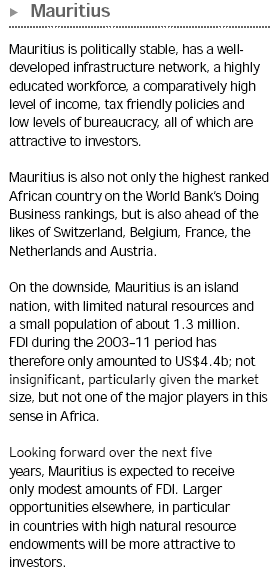 Mauritius
Mauritius is politically stable, has a well-
developed infrastructure network, a highly
educated workforce, a comparatively high
level of income, tax friendly policies and
low levels of bureaucracy, all of which are
attractive to investors.
Mauritius is also not only the highest ranked
African country on the World Bank's Doing
Business rankings, but is also ahead of the
likes of Switzerland, Belgium, France, the
Netherlands and Austria.
On the downside, Mauritius is an island
nation, with limited natural resources and
a small population of about 1.3 million.
FDI during the 2003–11 period has
therefore only amounted to US$4.4b; not
insignificant, particularly given the market
size, but not one of the major players in this
sense in Africa.
Looking forward over the next five
years, Mauritius is expected to receive
only modest amounts of FDI. Larger
opportunities elsewhere, in particular
in countries with high natural resource
endowments will be more attractive to
investors.